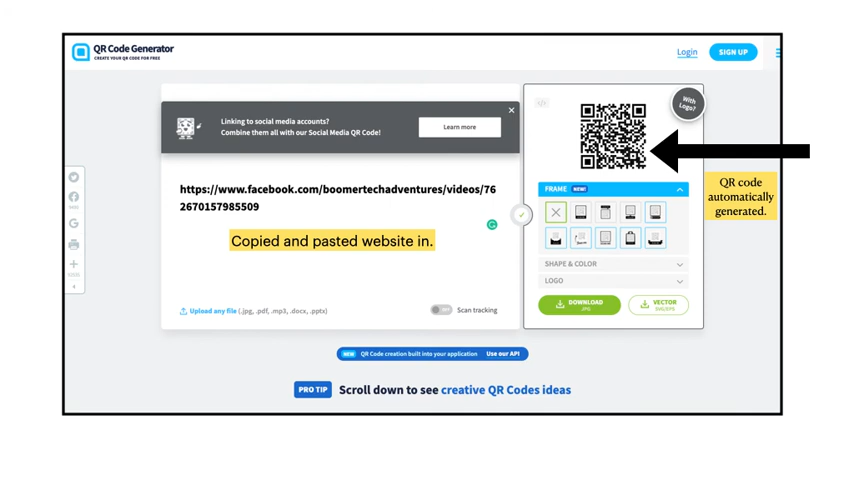 QR Code Generator
CREATE YOUR QR CODE FOR FREE
Login
SIGN UP
Linking to social media accounts?
Combine them all with our Social Media QR Code!
Learn more
With
Logo?
https://www.facebook.com/boomertechadventures/videos/76
2670157985509
Copied and pasted website in.
Upload any file (.jpg, .pdf, .mp3, .docx, .pptx)
Scan tracking
FRAME NEW!
SHAPE & COLOR
LOGO
DOWNLOAD
JPG
VECTOR
SVG/EPS
QR code
automatically
generated.
NEW QR Code creation built into your application Use our API
PRO TIP Scroll down to see creative QR Codes ideas